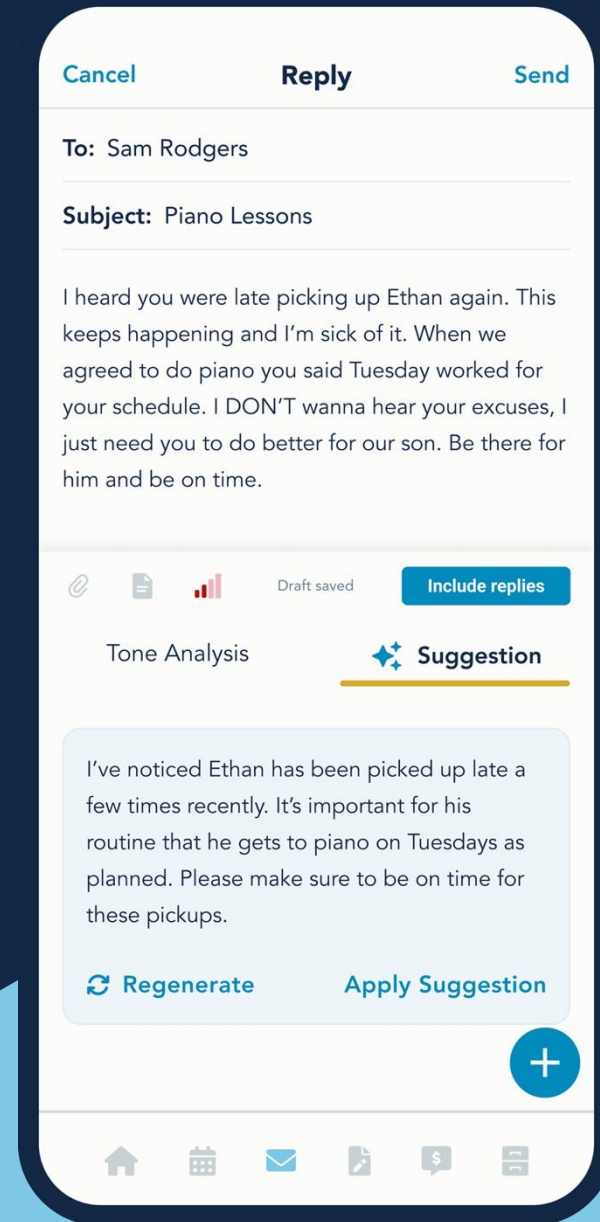 Cancel Reply Send
To: Sam Rodgers
Subject: Piano Lessons
I heard you were late picking up Ethan again. This
keeps happening and I’m sick of it. When we
agreed to do piano you said Tuesday worked for
your schedule. I DON’T wanna hear your excuses, I
just need you to do better for our son. Be there for
him and be on time.
Draft saved Include replies
Tone Analysis Suggestion
I’ve noticed Ethan has been picked up late a
few times recently. It’s important for his
routine that he gets to piano on Tuesdays as
planned. Please make sure to be on time for
these pickups.
Regenerate Apply Suggestion